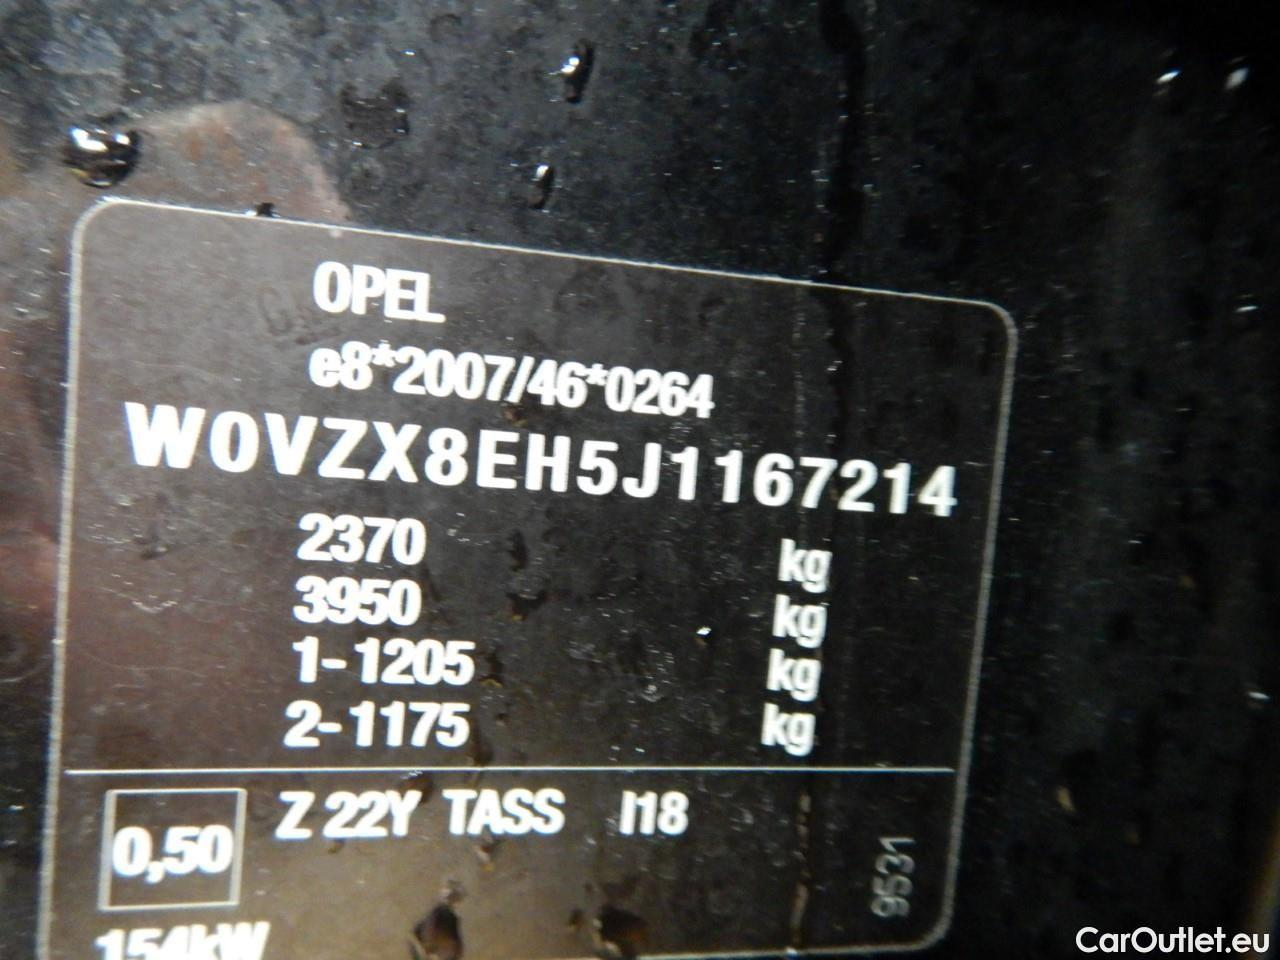 OPEL
e8*2007/46*0264
W0VZX8EH5J1167214
2370 kg
3950 kg
1-1205 kg
2-1175 kg
0,50 Z 22Y TASS I18
154kW
9531
CarOutlet.eu